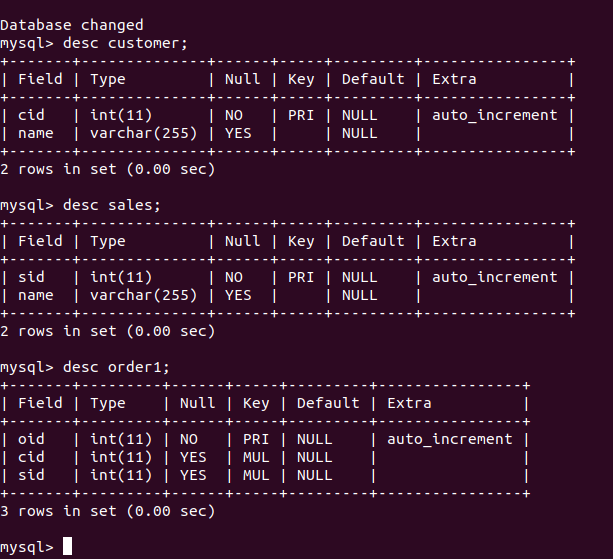 Database changed
mysql> desc customer;
+-------+--------------+------+-----+---------+----------------+
| Field | Type         | Null | Key | Default | Extra          |
+-------+--------------+------+-----+---------+----------------+
| cid   | int(11)      | NO   | PRI | NULL    | auto_increment |
| name  | varchar(255) | YES  |     | NULL    |                |
+-------+--------------+------+-----+---------+----------------+
2 rows in set (0.00 sec)
mysql> desc sales;
+-------+--------------+------+-----+---------+----------------+
| Field | Type         | Null | Key | Default | Extra          |
+-------+--------------+------+-----+---------+----------------+
| sid   | int(11)      | NO   | PRI | NULL    | auto_increment |
| name  | varchar(255) | YES  |     | NULL    |                |
+-------+--------------+------+-----+---------+----------------+
2 rows in set (0.00 sec)
mysql> desc order1;
+-------+---------+------+-----+---------+----------------+
| Field | Type    | Null | Key | Default | Extra          |
+-------+---------+------+-----+---------+----------------+
| oid   | int(11) | NO   | PRI | NULL    | auto_increment |
| cid   | int(11) | YES  | MUL | NULL    |                |
| sid   | int(11) | YES  | MUL | NULL    |                |
+-------+---------+------+-----+---------+----------------+
3 rows in set (0.00 sec)
mysql>